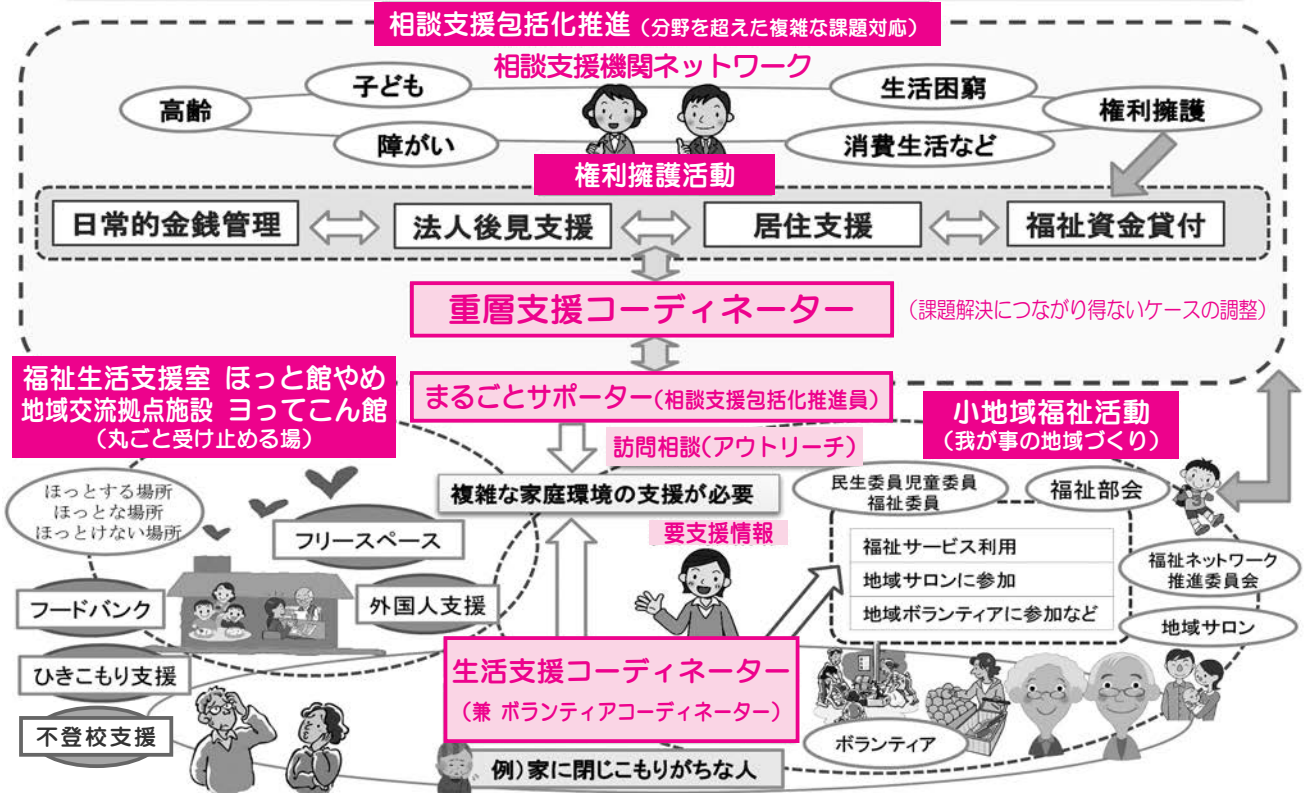 相談支援包括化推進（分野を超えた複雑な課題対応）
相談支援機関ネットワーク
高齢
子ども
障がい
生活困窮
消費生活など
権利擁護
権利擁護活動
日常的金銭管理
法人後見支援
居住支援
福祉資金貸付
重層支援コーディネーター
（課題解決につながり得ないケースの調整）
福祉生活支援室 ほっと館やめ
地域交流拠点施設 ヨってこん館
（丸ごと受け止める場）
まるごとサポーター（相談支援包括化推進員）
小地域福祉活動
（我が事の地域づくり）
訪問相談（アウトリーチ）
ほっとする場所
ほっとな場所
ほっとけない場所
複雑な家庭環境の支援が必要
民生委員児童委員
福祉委員
福祉部会
フリースペース
要支援情報
福祉サービス利用
地域サロンに参加
地域ボランティアに参加など
福祉ネットワーク
推進委員会
フードバンク
外国人支援
地域サロン
ひきこもり支援
生活支援コーディネーター
（兼 ボランティアコーディネーター）
不登校支援
ボランティア
例）家に閉じこもりがちな人